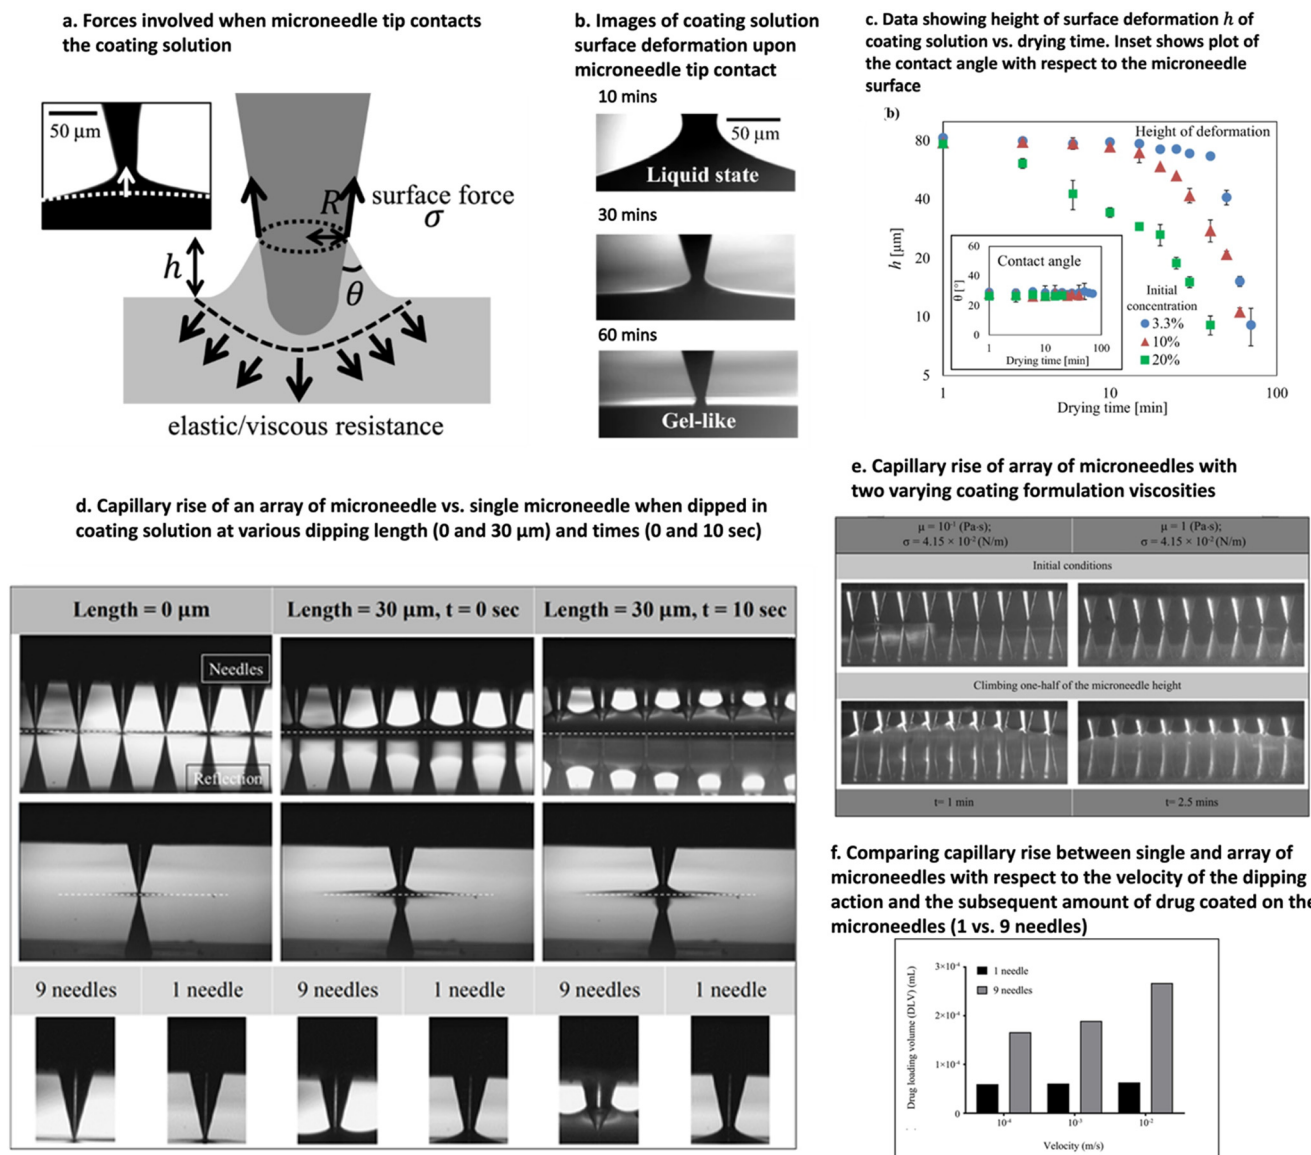 a. Forces involved when microneedle tip contacts
the coating solution
50 μm
R
surface force
σ
h
θ
elastic/viscous resistance
b. Images of coating solution
surface deformation upon
microneedle tip contact
10 mins
50 μm
Liquid state
30 mins
60 mins
Gel-like
c. Data showing height of surface deformation h of
coating solution vs. drying time. Inset shows plot of
the contact angle with respect to the microneedle
surface
b)
Height of deformation
80
40
20
10
5
h [μm]
60
40
20
0
θ [°]
Contact angle
1 10 100
Drying time [min]
Initial
concentration
3.3%
10%
20%
1 10 100
Drying time [min]
d. Capillary rise of an array of microneedle vs. single microneedle when dipped in
coating solution at various dipping length (0 and 30 μm) and times (0 and 10 sec)
Length = 0 μm
Length = 30 μm, t = 0 sec
Length = 30 μm, t = 10 sec
Needles
Reflection
9 needles
1 needle
9 needles
1 needle
9 needles
1 needle
e. Capillary rise of array of microneedles with
two varying coating formulation viscosities
μ = 10⁻¹ (Pa·s);
σ = 4.15 × 10⁻² (N/m)
μ = 1 (Pa·s);
σ = 4.15 × 10⁻² (N/m)
Initial conditions
Climbing one-half of the microneedle height
t= 1 min
t= 2.5 mins
f. Comparing capillary rise between single and array of
microneedles with respect to the velocity of the dipping
action and the subsequent amount of drug coated on the
microneedles (1 vs. 9 needles)
Drug loading volume (DLV) (mL)
3×10⁻⁴
2×10⁻⁴
1×10⁻⁴
0
1 needle
9 needles
10⁻⁴ 10⁻³ 10⁻²
Velocity (m/s)